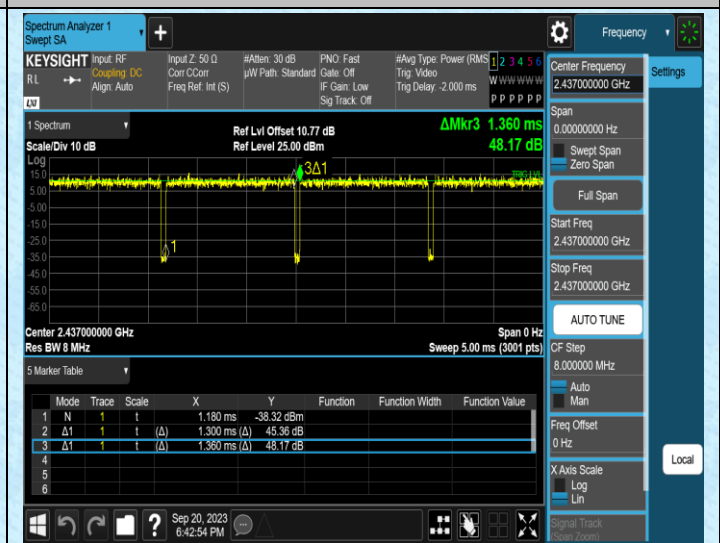 Spectrum Analyzer 1
Swept SA
+
Frequency
KEYSIGHT
RL
LXI
Input: RF
Coupling: DC
Align: Auto
Input Z: 50 Ω
Corr CCorr
Freq Ref: Int (S)
#Atten: 30 dB
µW Path: Standard
PNO: Fast
Gate: Off
IF Gain: Low
Sig Track: Off
#Avg Type: Power (RMS
Trig: Video
Trig Delay: -2.000 ms
1 2 3 4 5 6
W W W W W W
P P P P P P
1 Spectrum
Scale/Div 10 dB
Ref Lvl Offset 10.77 dB
Ref Level 25.00 dBm
ΔMkr3 1.360 ms
48.17 dB
Log
15.0
5.00
-5.00
-15.0
-25.0
-35.0
-45.0
-55.0
-65.0
3Δ1
1
TRIG LVL
Center 2.437000000 GHz
Res BW 8 MHz
Span 0 Hz
Sweep 5.00 ms (3001 pts)
5 Marker Table
Mode Trace Scale X Y Function Function Width Function Value
1 N 1 t 1.180 ms -38.32 dBm
2 Δ1 1 t (Δ) 1.300 ms (Δ) 45.36 dB
3 Δ1 1 t (Δ) 1.360 ms (Δ) 48.17 dB
4
5
6
Center Frequency
2.437000000 GHz
Settings
Span
0.00000000 Hz
Swept Span
Zero Span
Full Span
Start Freq
2.437000000 GHz
Stop Freq
2.437000000 GHz
AUTO TUNE
CF Step
8.000000 MHz
Auto
Man
Freq Offset
0 Hz
X Axis Scale
Log
Lin
Signal Track
(Span Zoom)
Local
?
Sep 20, 2023
6:42:54 PM